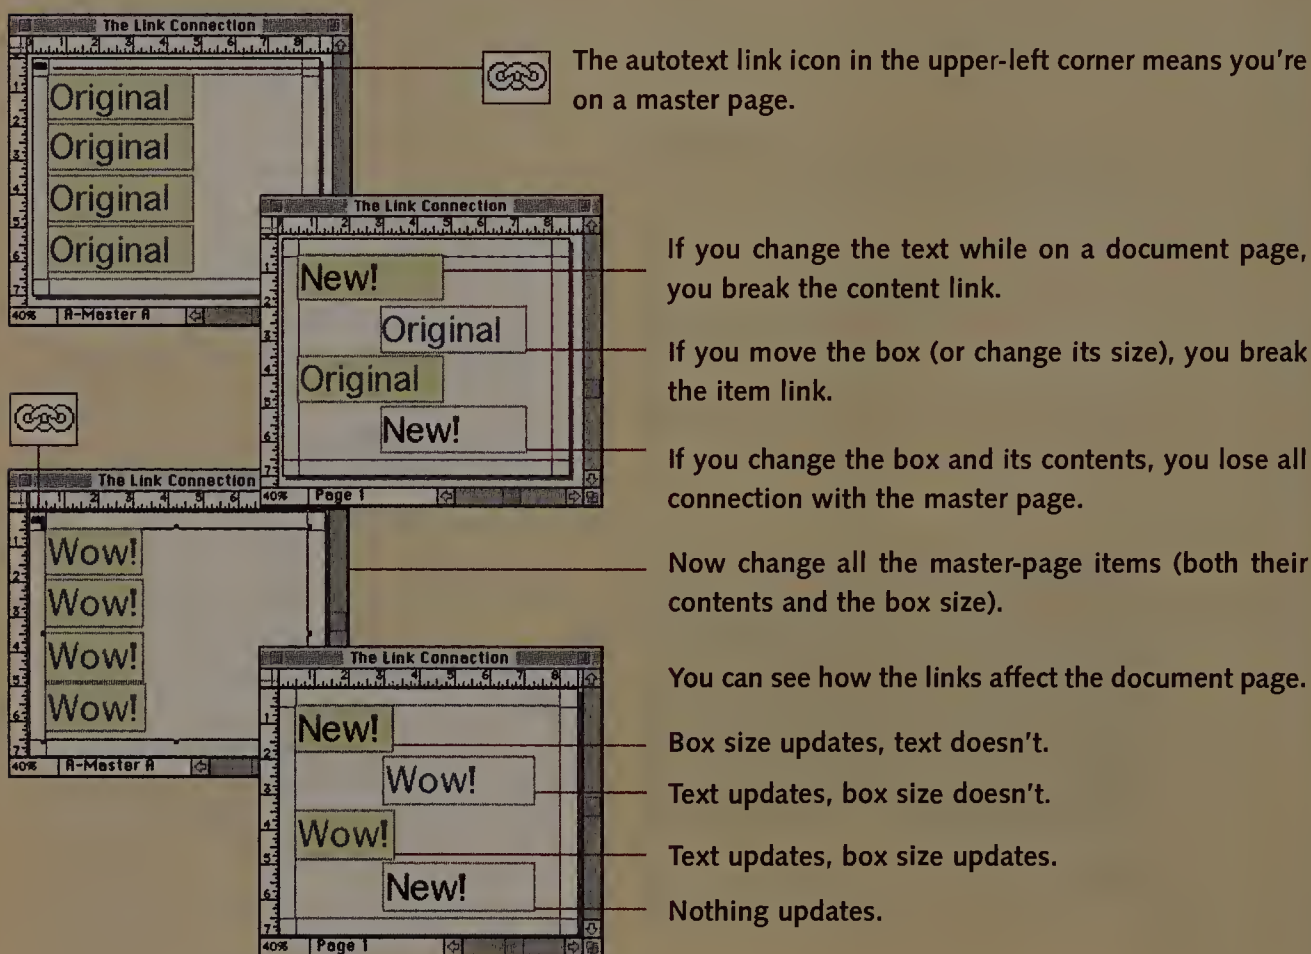 The Link Connection
Original
Original
Original
Original
40% A-Master A
The autotext link icon in the upper-left corner means you're
on a master page.
The Link Connection
New!
Original
Original
New!
40% Page 1
If you change the text while on a document page,
you break the content link.
If you move the box (or change its size), you break
the item link.
If you change the box and its contents, you lose all
connection with the master page.
The Link Connection
Wow!
Wow!
Wow!
Wow!
40% A-Master A
Now change all the master-page items (both their
contents and the box size).
You can see how the links affect the document page.
The Link Connection
New!
Wow!
Wow!
New!
40% Page 1
Box size updates, text doesn't.
Text updates, box size doesn't.
Text updates, box size updates.
Nothing updates.